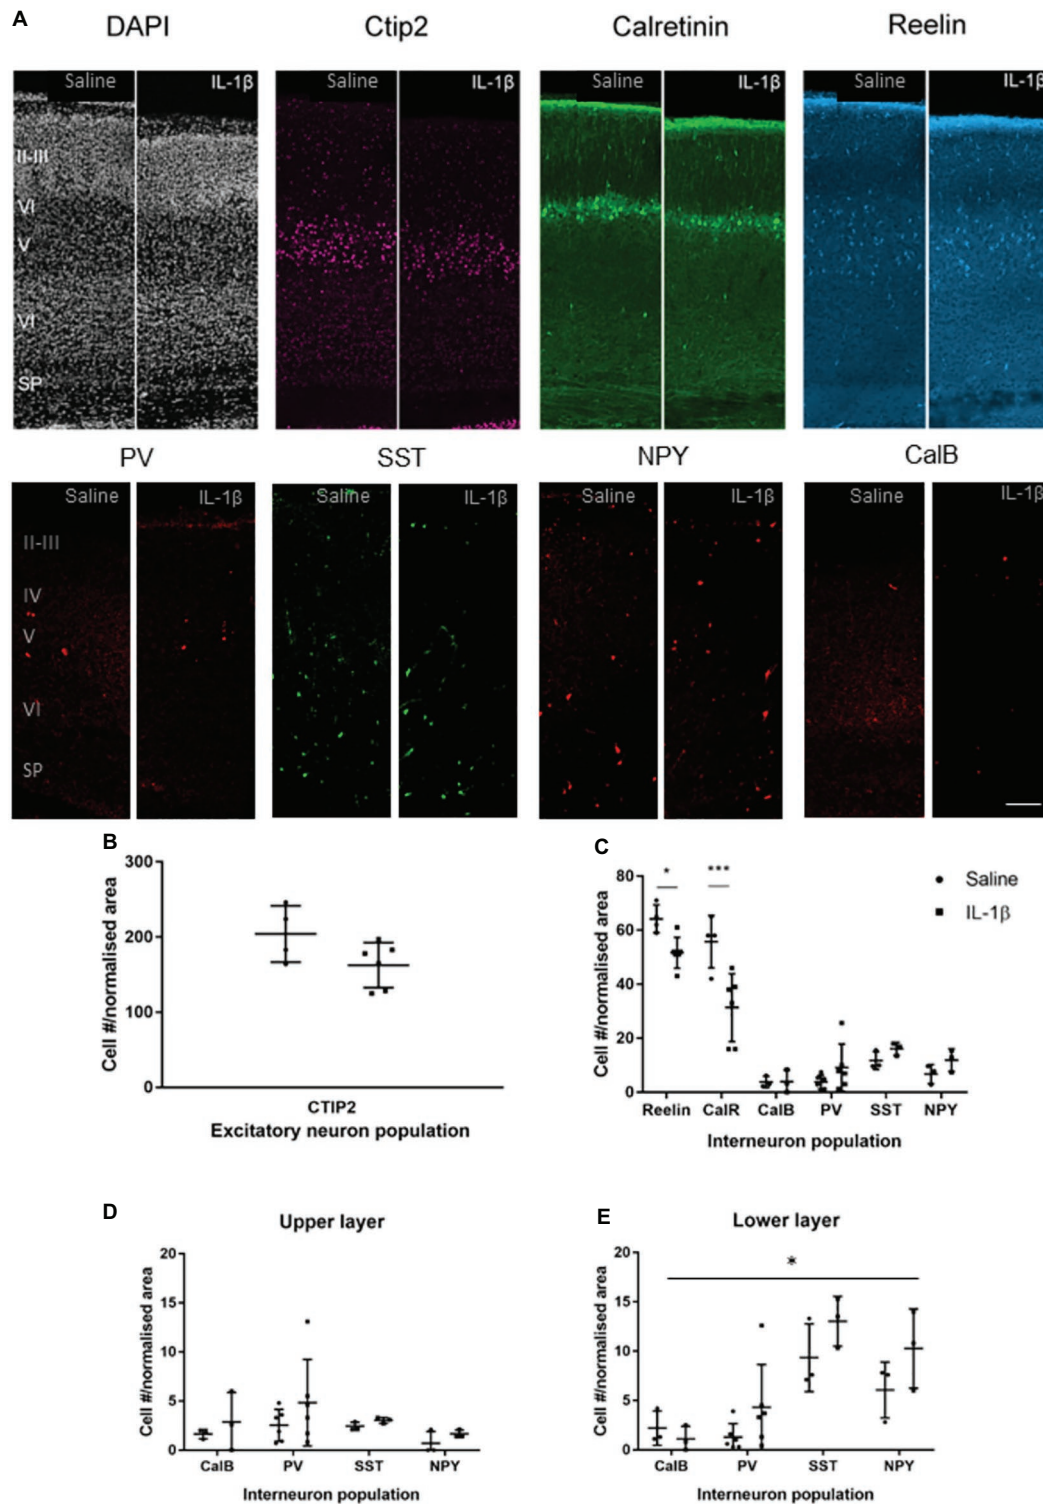 A
DAPI Ctip2 Calretinin Reelin
Saline IL-1β Saline IL-1β Saline IL-1β Saline IL-1β
II-III
VI
V
VI
SP
PV SST NPY CalB
Saline IL-1β Saline IL-1β Saline IL-1β Saline IL-1β
II-III
IV
V
VI
SP
B
300
200
100
0
Cell #/normalised area
CTIP2
Excitatory neuron population
C
80
60
40
20
0
Cell #/normalised area
* ***
Saline
IL-1β
Reelin CalR CalB PV SST NPY
Interneuron population
D
Upper layer
20
15
10
5
0
Cell #/normalised area
CalB PV SST NPY
Interneuron population
E
Lower layer
20
15
10
5
0
Cell #/normalised area
*
CalB PV SST NPY
Interneuron population